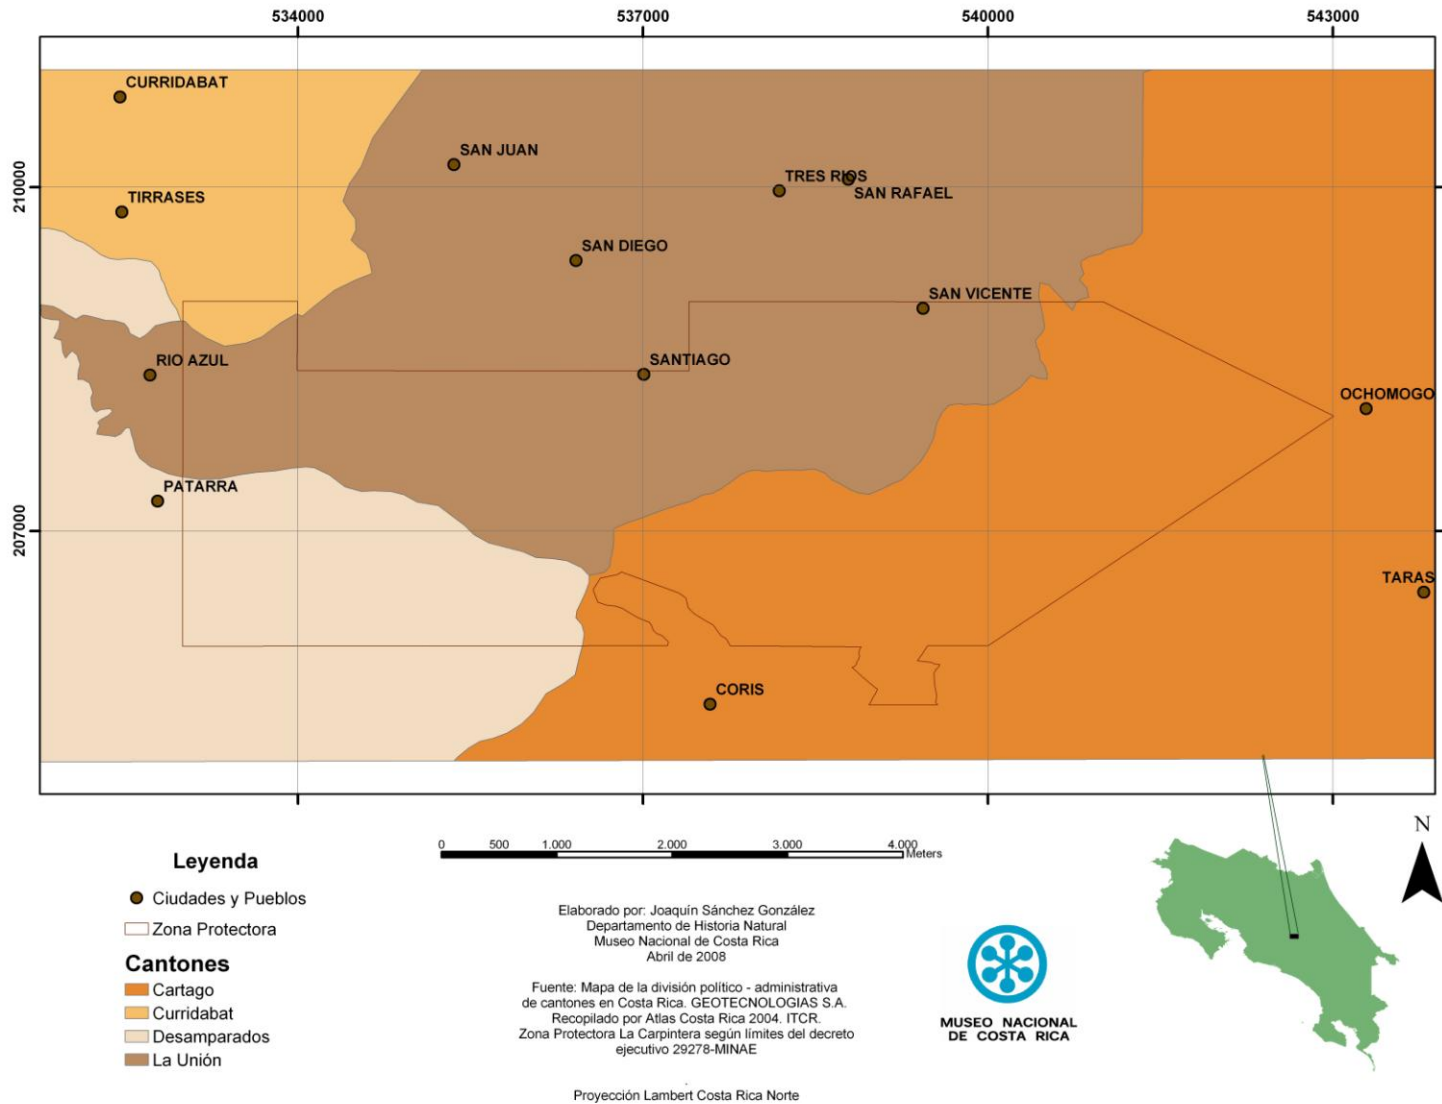 534000
537000
540000
543000
CURRIDABAT
SAN JUAN
TRES RIOS
210000
SAN RAFAEL
TIRRASES
SAN DIEGO
SAN VICENTE
RIO AZUL
SANTIAGO
OCHOMOGO
PATARRA
207000
TARAS
CORIS
Leyenda
Ciudades y Pueblos
Zona Protectora
Cantones
Cartago
Curridabat
Desamparados
La Unión
0 500 1.000 2.000 3.000 4.000
Meters
Elaborado por: Joaquín Sánchez González
Departamento de Historia Natural
Museo Nacional de Costa Rica
Abril de 2008
Fuente: Mapa de la división político - administrativa
de cantones en Costa Rica. GEOTECNOLOGIAS S.A.
Recopilado por Atlas Costa Rica 2004. ITCR.
Zona Protectora La Carpintera según límites del decreto
ejecutivo 29278-MINAE
Proyección Lambert Costa Rica Norte
MUSEO NACIONAL
DE COSTA RICA
N